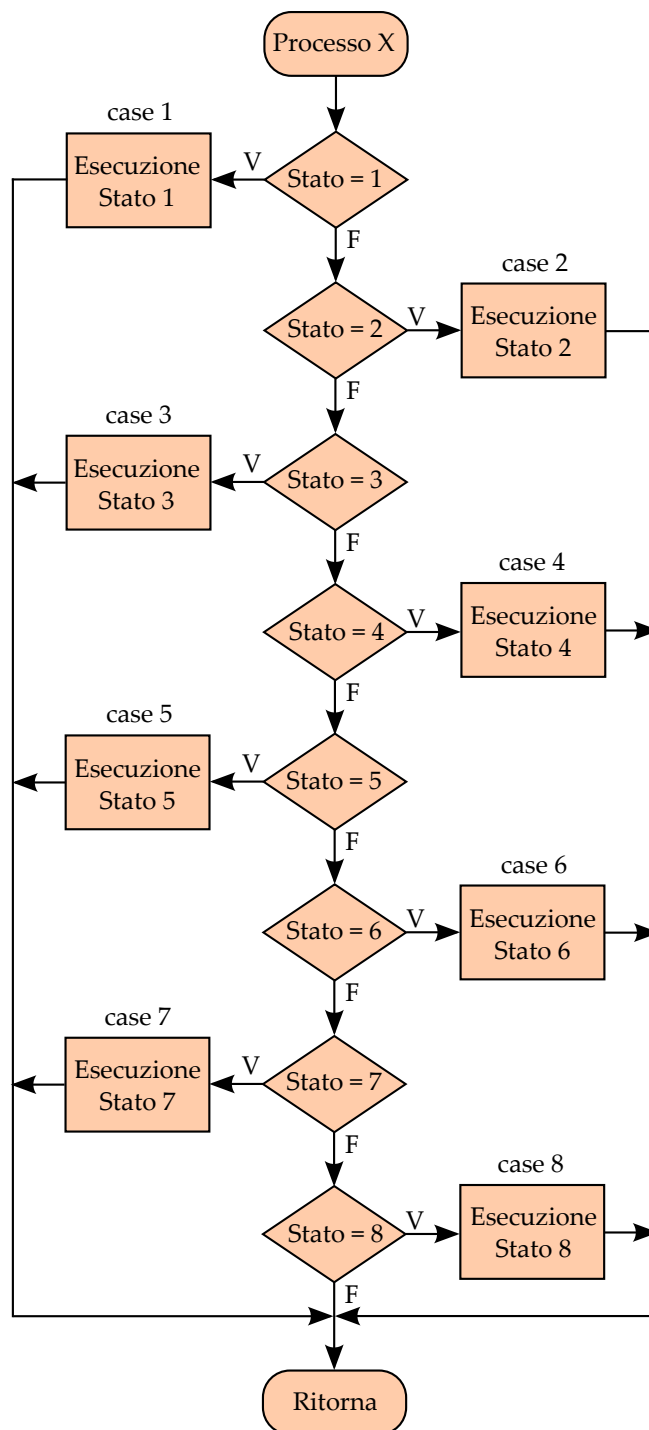 Processo X
case 1
Esecuzione
Stato 1
V
Stato = 1
F
case 2
Stato = 2
V
Esecuzione
Stato 2
F
case 3
Esecuzione
Stato 3
V
Stato = 3
F
case 4
Stato = 4
V
Esecuzione
Stato 4
F
case 5
Esecuzione
Stato 5
V
Stato = 5
F
case 6
Stato = 6
V
Esecuzione
Stato 6
F
case 7
Esecuzione
Stato 7
V
Stato = 7
F
case 8
Stato = 8
V
Esecuzione
Stato 8
F
Ritorna